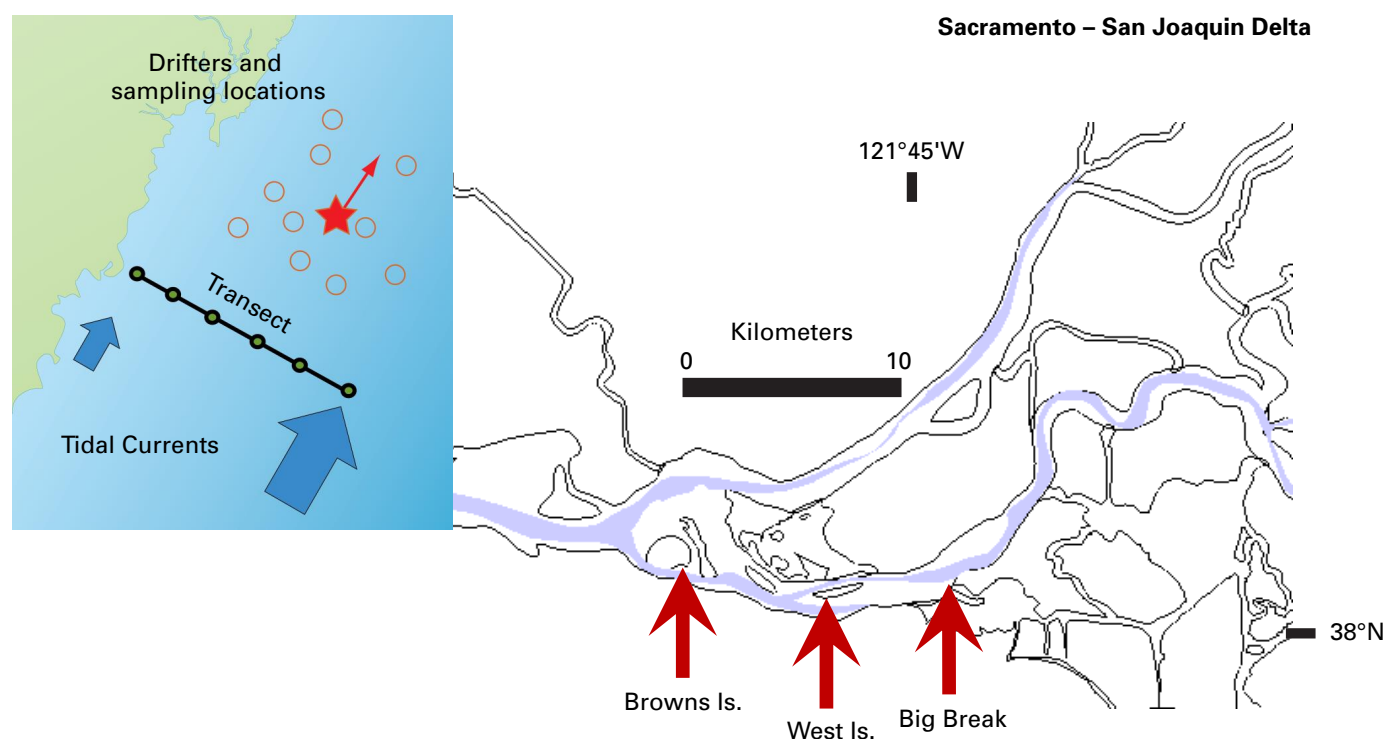 Sacramento – San Joaquin Delta
Drifters and
sampling locations
Transect
Tidal Currents
121°45'W
Kilometers
0 10
38°N
Browns Is.
West Is.
Big Break